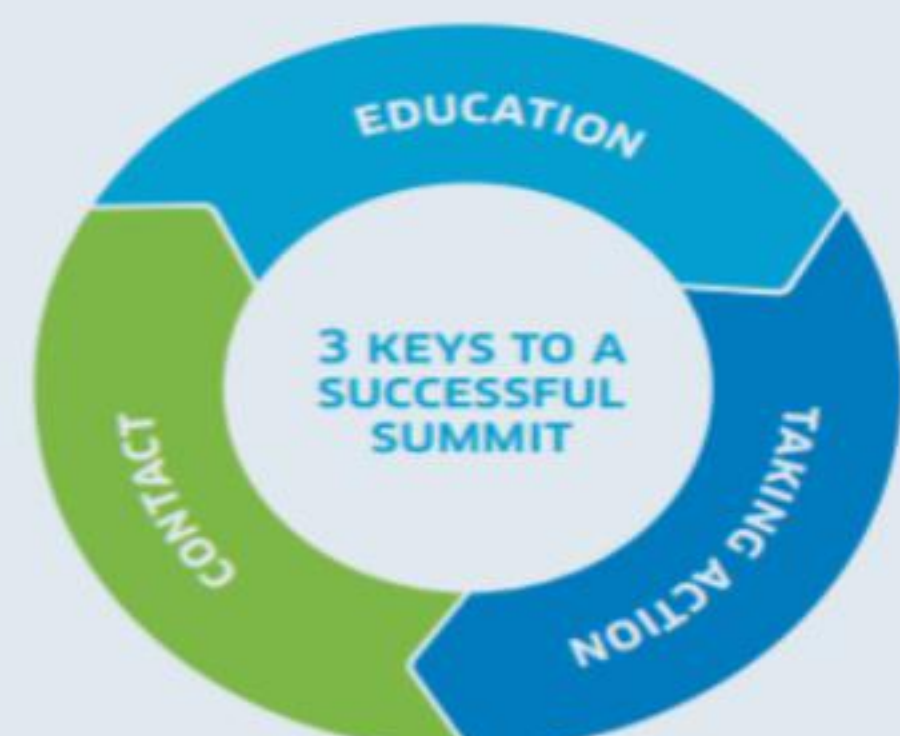 EDUCATION
3 KEYS TO A
SUCCESSFUL
SUMMIT
TAKING ACTION
CONTACT